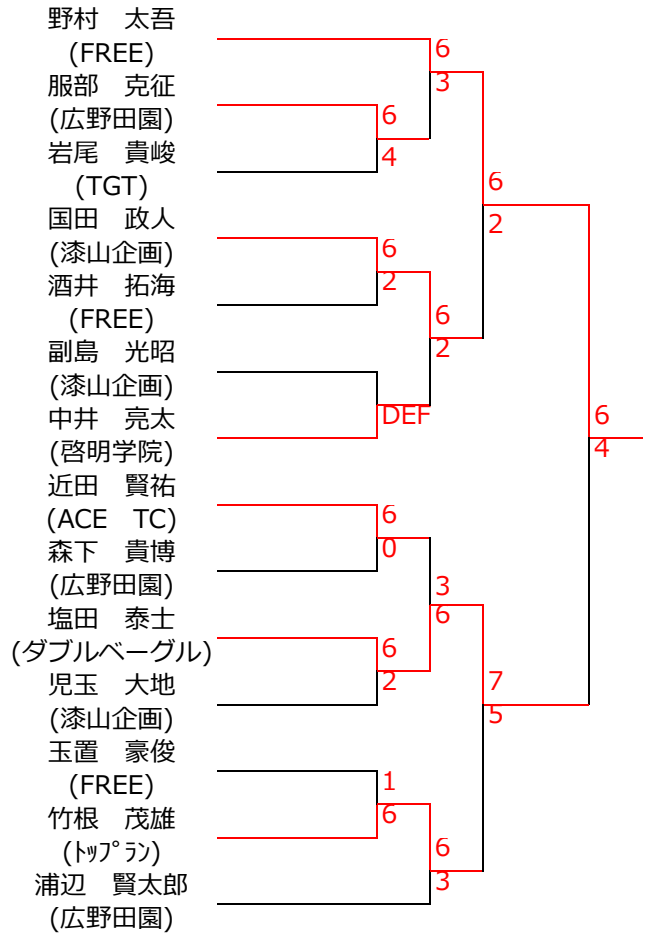 野村　太吾
(FREE)
服部　克征
(広野田園)
岩尾　貴峻
(TGT)
国田　政人
(漆山企画)
酒井　拓海
(FREE)
副島　光昭
(漆山企画)
中井　亮太
(啓明学院)
近田　賢祐
(ACE　TC)
森下　貴博
(広野田園)
塩田　泰士
(ダブルベーグル)
児玉　大地
(漆山企画)
玉置　豪俊
(FREE)
竹根　茂雄
(ﾄｯﾌﾟﾗﾝ)
浦辺　賢太郎
(広野田園)
6
4
6
2
DEF
6
0
6
2
1
6
6
3
6
2
3
6
6
3
6
2
7
5
6
4